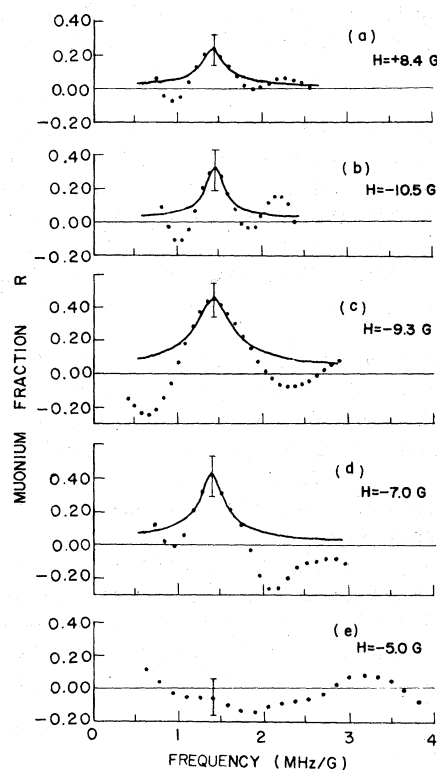 (a)
H=+8.4 G
0.40
0.20
0.00
-0.20
(b)
H=-10.5 G
0.40
0.20
0.00
-0.20
(c)
H=-9.3 G
0.40
0.20
0.00
-0.20
(d)
H=-7.0 G
0.40
0.20
0.00
-0.20
(e)
H=-5.0 G
0.40
0.20
0.00
-0.20
0 1 2 3 4
FREQUENCY (MHz/G)
MUONIUM FRACTION R